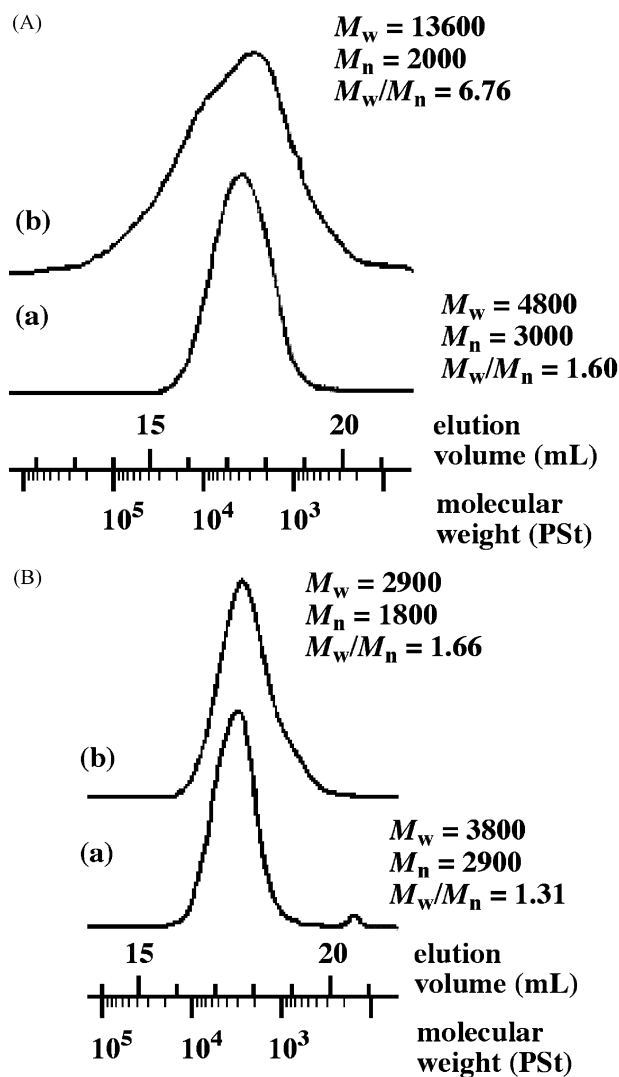 (A)
Mw = 13600
Mn = 2000
Mw/Mn = 6.76
(b)
(a)
Mw = 4800
Mn = 3000
Mw/Mn = 1.60
15 20 elution
volume (mL)
10⁵ 10⁴ 10³ molecular
weight (PSt)
(B)
Mw = 2900
Mn = 1800
Mw/Mn = 1.66
(b)
(a)
Mw = 3800
Mn = 2900
Mw/Mn = 1.31
15 20 elution
volume (mL)
10⁵ 10⁴ 10³ molecular
weight (PSt)